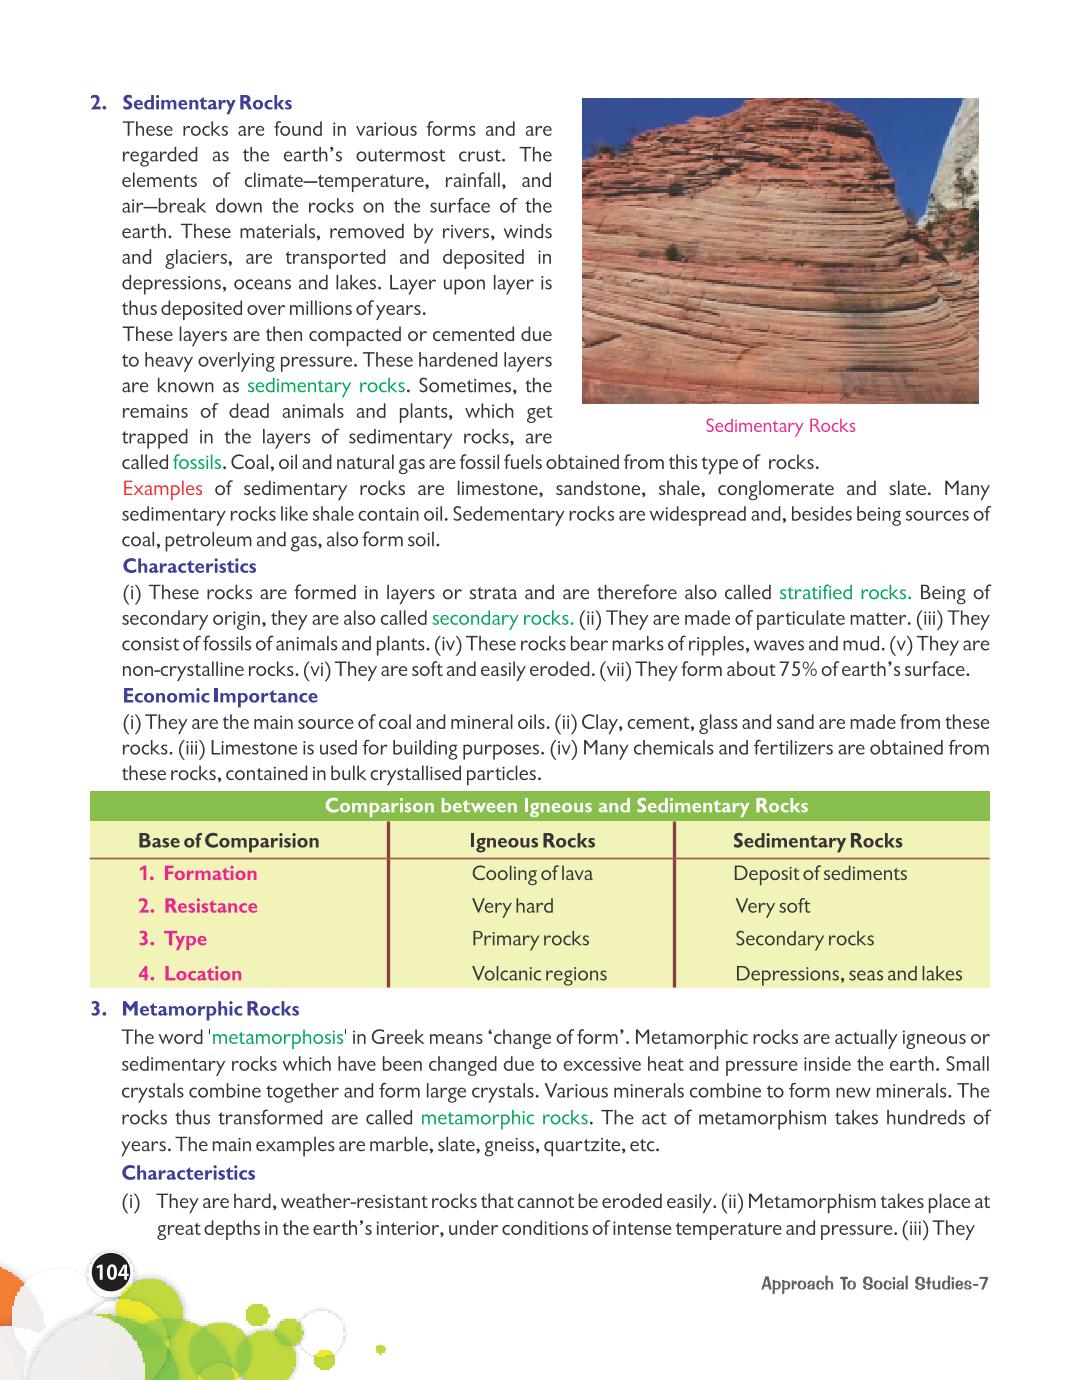 2. Sedimentary Rocks
These rocks are found in various forms and are
regarded as the earth’s outermost crust. The
elements of climate—temperature, rainfall, and
air—break down the rocks on the surface of the
earth. These materials, removed by rivers, winds
and glaciers, are transported and deposited in
depressions, oceans and lakes. Layer upon layer is
thus deposited over millions of years.
These layers are then compacted or cemented due
to heavy overlying pressure. These hardened layers
are known as sedimentary rocks. Sometimes, the
remains of dead animals and plants, which get
trapped in the layers of sedimentary rocks, are
called fossils. Coal, oil and natural gas are fossil fuels obtained from this type of rocks.
Sedimentary Rocks
Examples of sedimentary rocks are limestone, sandstone, shale, conglomerate and slate. Many
sedimentary rocks like shale contain oil. Sedementary rocks are widespread and, besides being sources of
coal, petroleum and gas, also form soil.
Characteristics
(i) These rocks are formed in layers or strata and are therefore also called stratified rocks. Being of
secondary origin, they are also called secondary rocks. (ii) They are made of particulate matter. (iii) They
consist of fossils of animals and plants. (iv) These rocks bear marks of ripples, waves and mud. (v) They are
non-crystalline rocks. (vi) They are soft and easily eroded. (vii) They form about 75% of earth’s surface.
Economic Importance
(i) They are the main source of coal and mineral oils. (ii) Clay, cement, glass and sand are made from these
rocks. (iii) Limestone is used for building purposes. (iv) Many chemicals and fertilizers are obtained from
these rocks, contained in bulk crystallised particles.
Comparison between Igneous and Sedimentary Rocks
Base of Comparision Igneous Rocks Sedimentary Rocks
1. Formation Cooling of lava Deposit of sediments
2. Resistance Very hard Very soft
3. Type Primary rocks Secondary rocks
4. Location Volcanic regions Depressions, seas and lakes
3. Metamorphic Rocks
The word 'metamorphosis' in Greek means ‘change of form’. Metamorphic rocks are actually igneous or
sedimentary rocks which have been changed due to excessive heat and pressure inside the earth. Small
crystals combine together and form large crystals. Various minerals combine to form new minerals. The
rocks thus transformed are called metamorphic rocks. The act of metamorphism takes hundreds of
years. The main examples are marble, slate, gneiss, quartzite, etc.
Characteristics
(i) They are hard, weather-resistant rocks that cannot be eroded easily. (ii) Metamorphism takes place at
great depths in the earth’s interior, under conditions of intense temperature and pressure. (iii) They
104
Approach To Social Studies-7